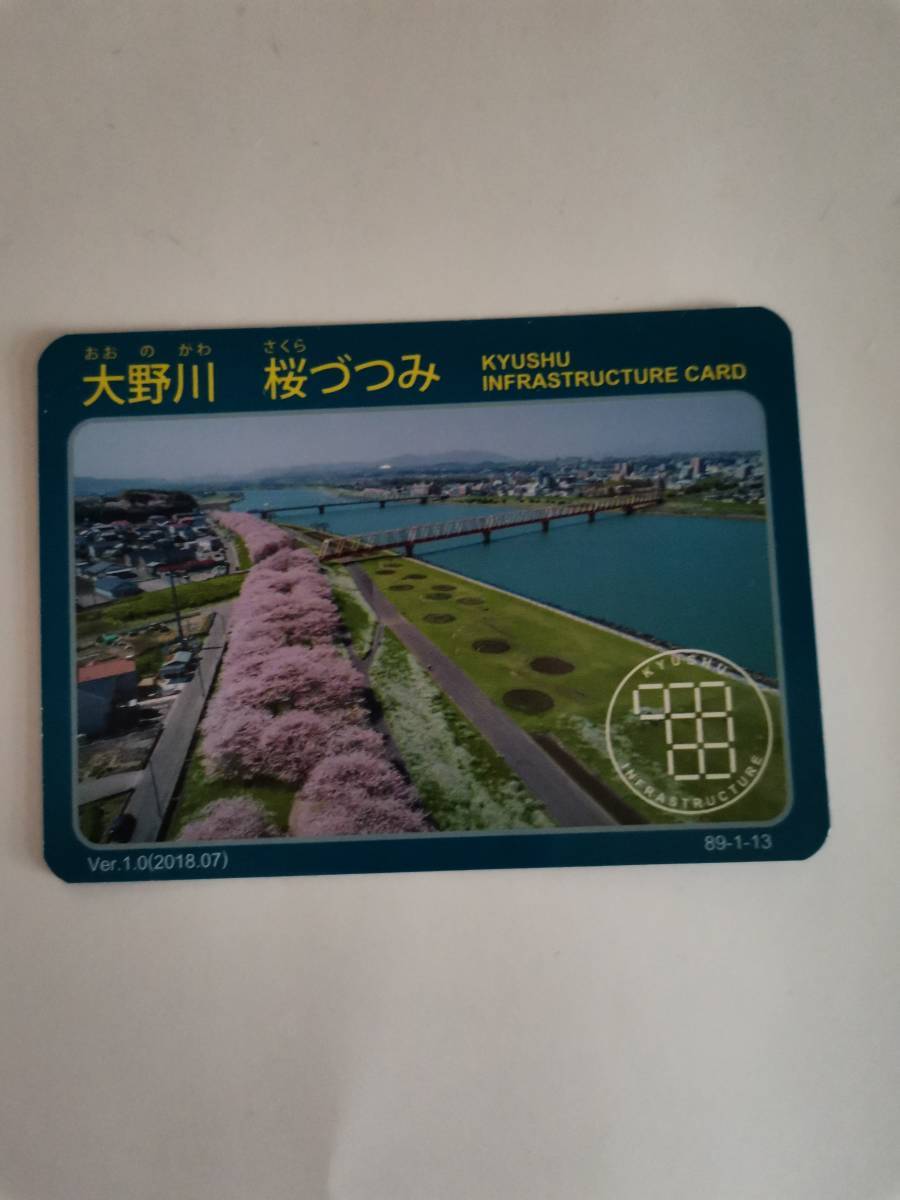 おお の がわ さくら
大野川 桜づつみ
KYUSHU
INFRASTRUCTURE CARD
KYUSHU
INFRASTRUCTURE
Ver.1.0(2018.07)
89-1-13